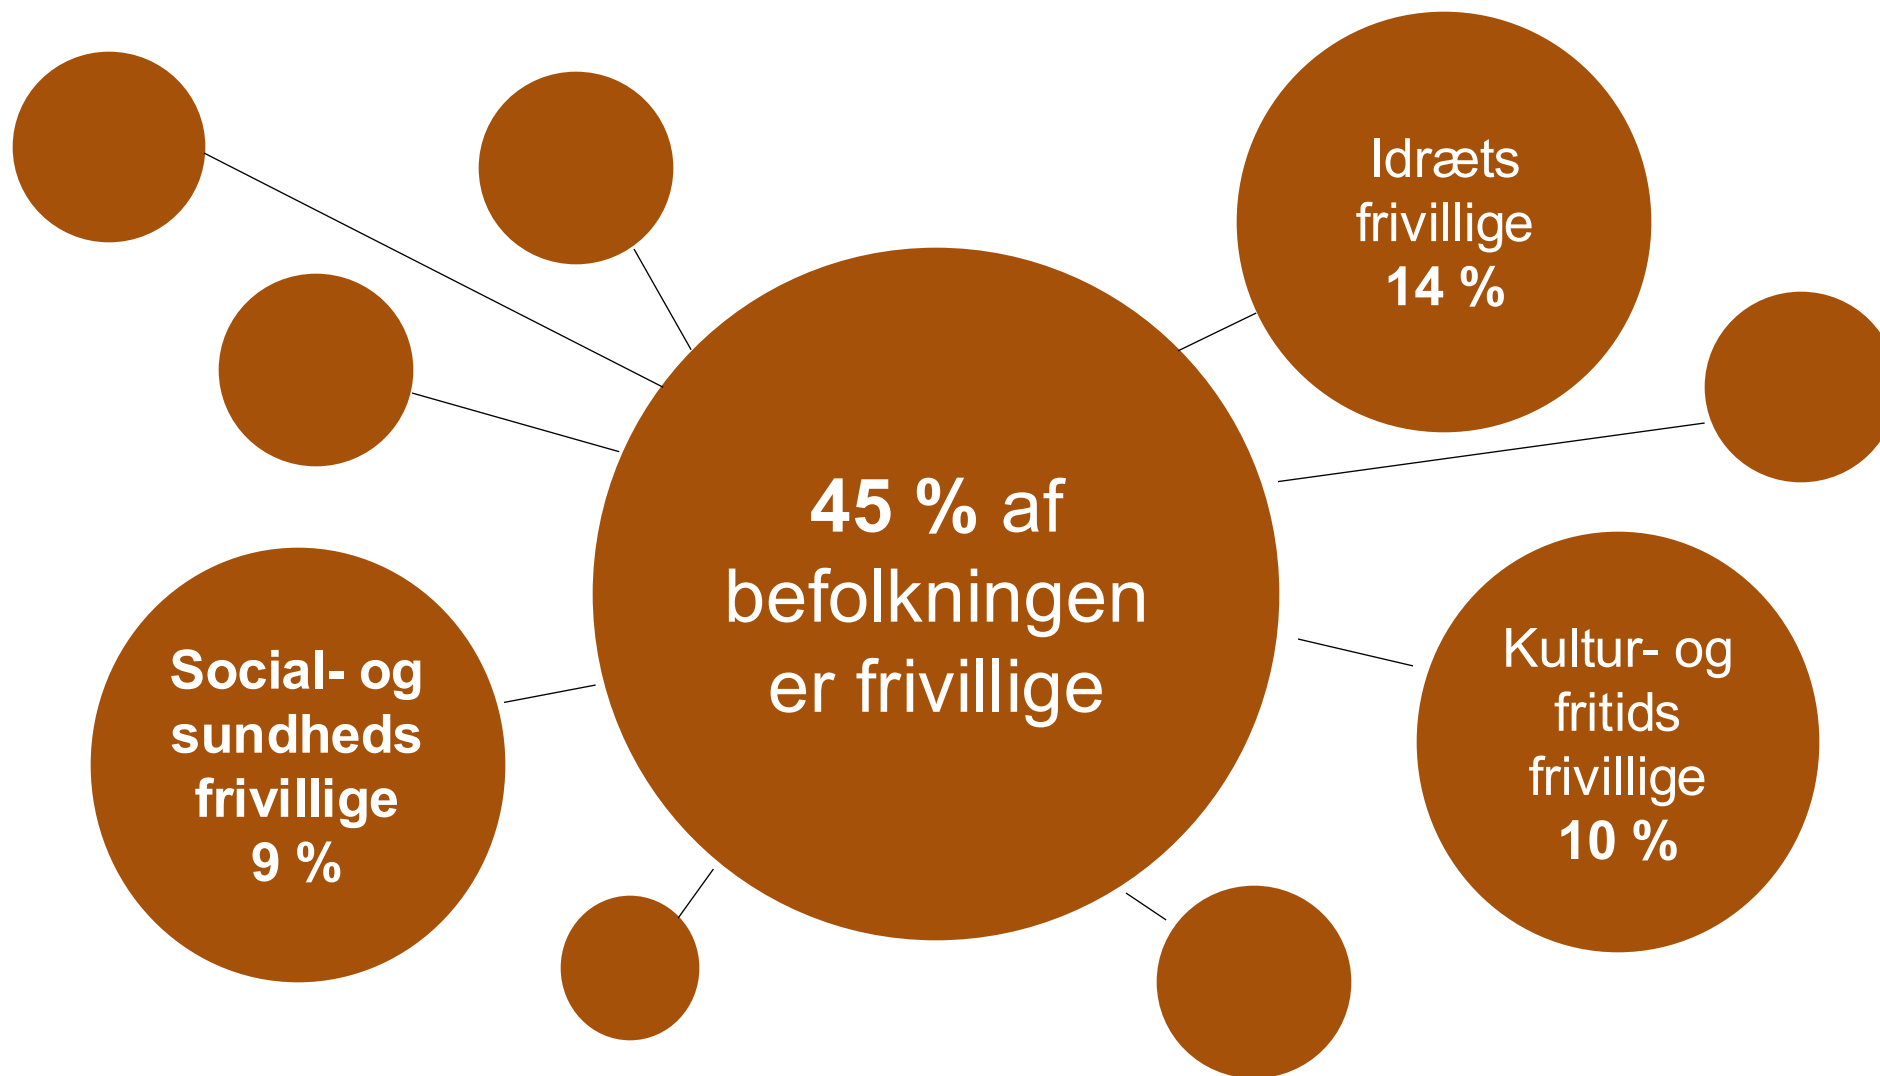 Idræts
frivillige
14 %
45 % af
befolkningen
er frivillige
Social- og
sundheds
frivillige
9 %
Kultur- og
fritids
frivillige
10 %